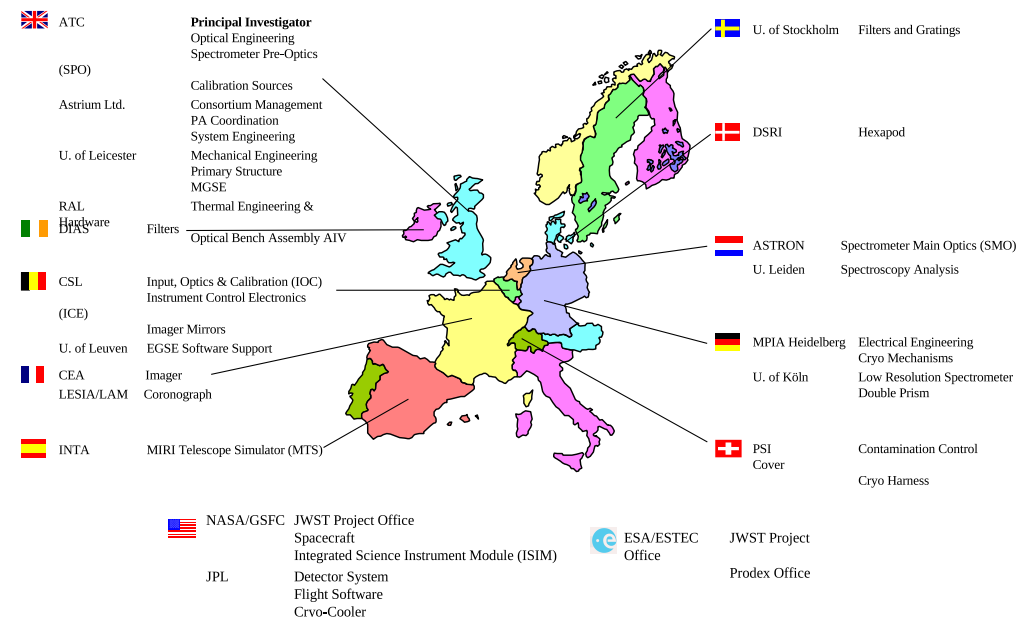 ATC Principal Investigator
Optical Engineering
Spectrometer Pre-Optics
(SPO)
Calibration Sources
Astrium Ltd. Consortium Management
PA Coordination
System Engineering
U. of Leicester Mechanical Engineering
Primary Structure
MGSE
RAL Thermal Engineering &
Hardware
Optical Bench Assembly AIV
DIAS Filters
CSL Input, Optics & Calibration (IOC)
Instrument Control Electronics
(ICE)
Imager Mirrors
U. of Leuven EGSE Software Support
CEA Imager
LESIA/LAM Coronograph
INTA MIRI Telescope Simulator (MTS)
U. of Stockholm Filters and Gratings
DSRI Hexapod
ASTRON Spectrometer Main Optics (SMO)
U. Leiden Spectroscopy Analysis
MPIA Heidelberg Electrical Engineering
Cryo Mechanisms
U. of Köln Low Resolution Spectrometer
Double Prism
PSI Contamination Control
Cover
Cryo Harness
NASA/GSFC JWST Project Office
Spacecraft
Integrated Science Instrument Module (ISIM)
JPL Detector System
Flight Software
Cryo-Cooler
ESA/ESTEC JWST Project
Office
Prodex Office